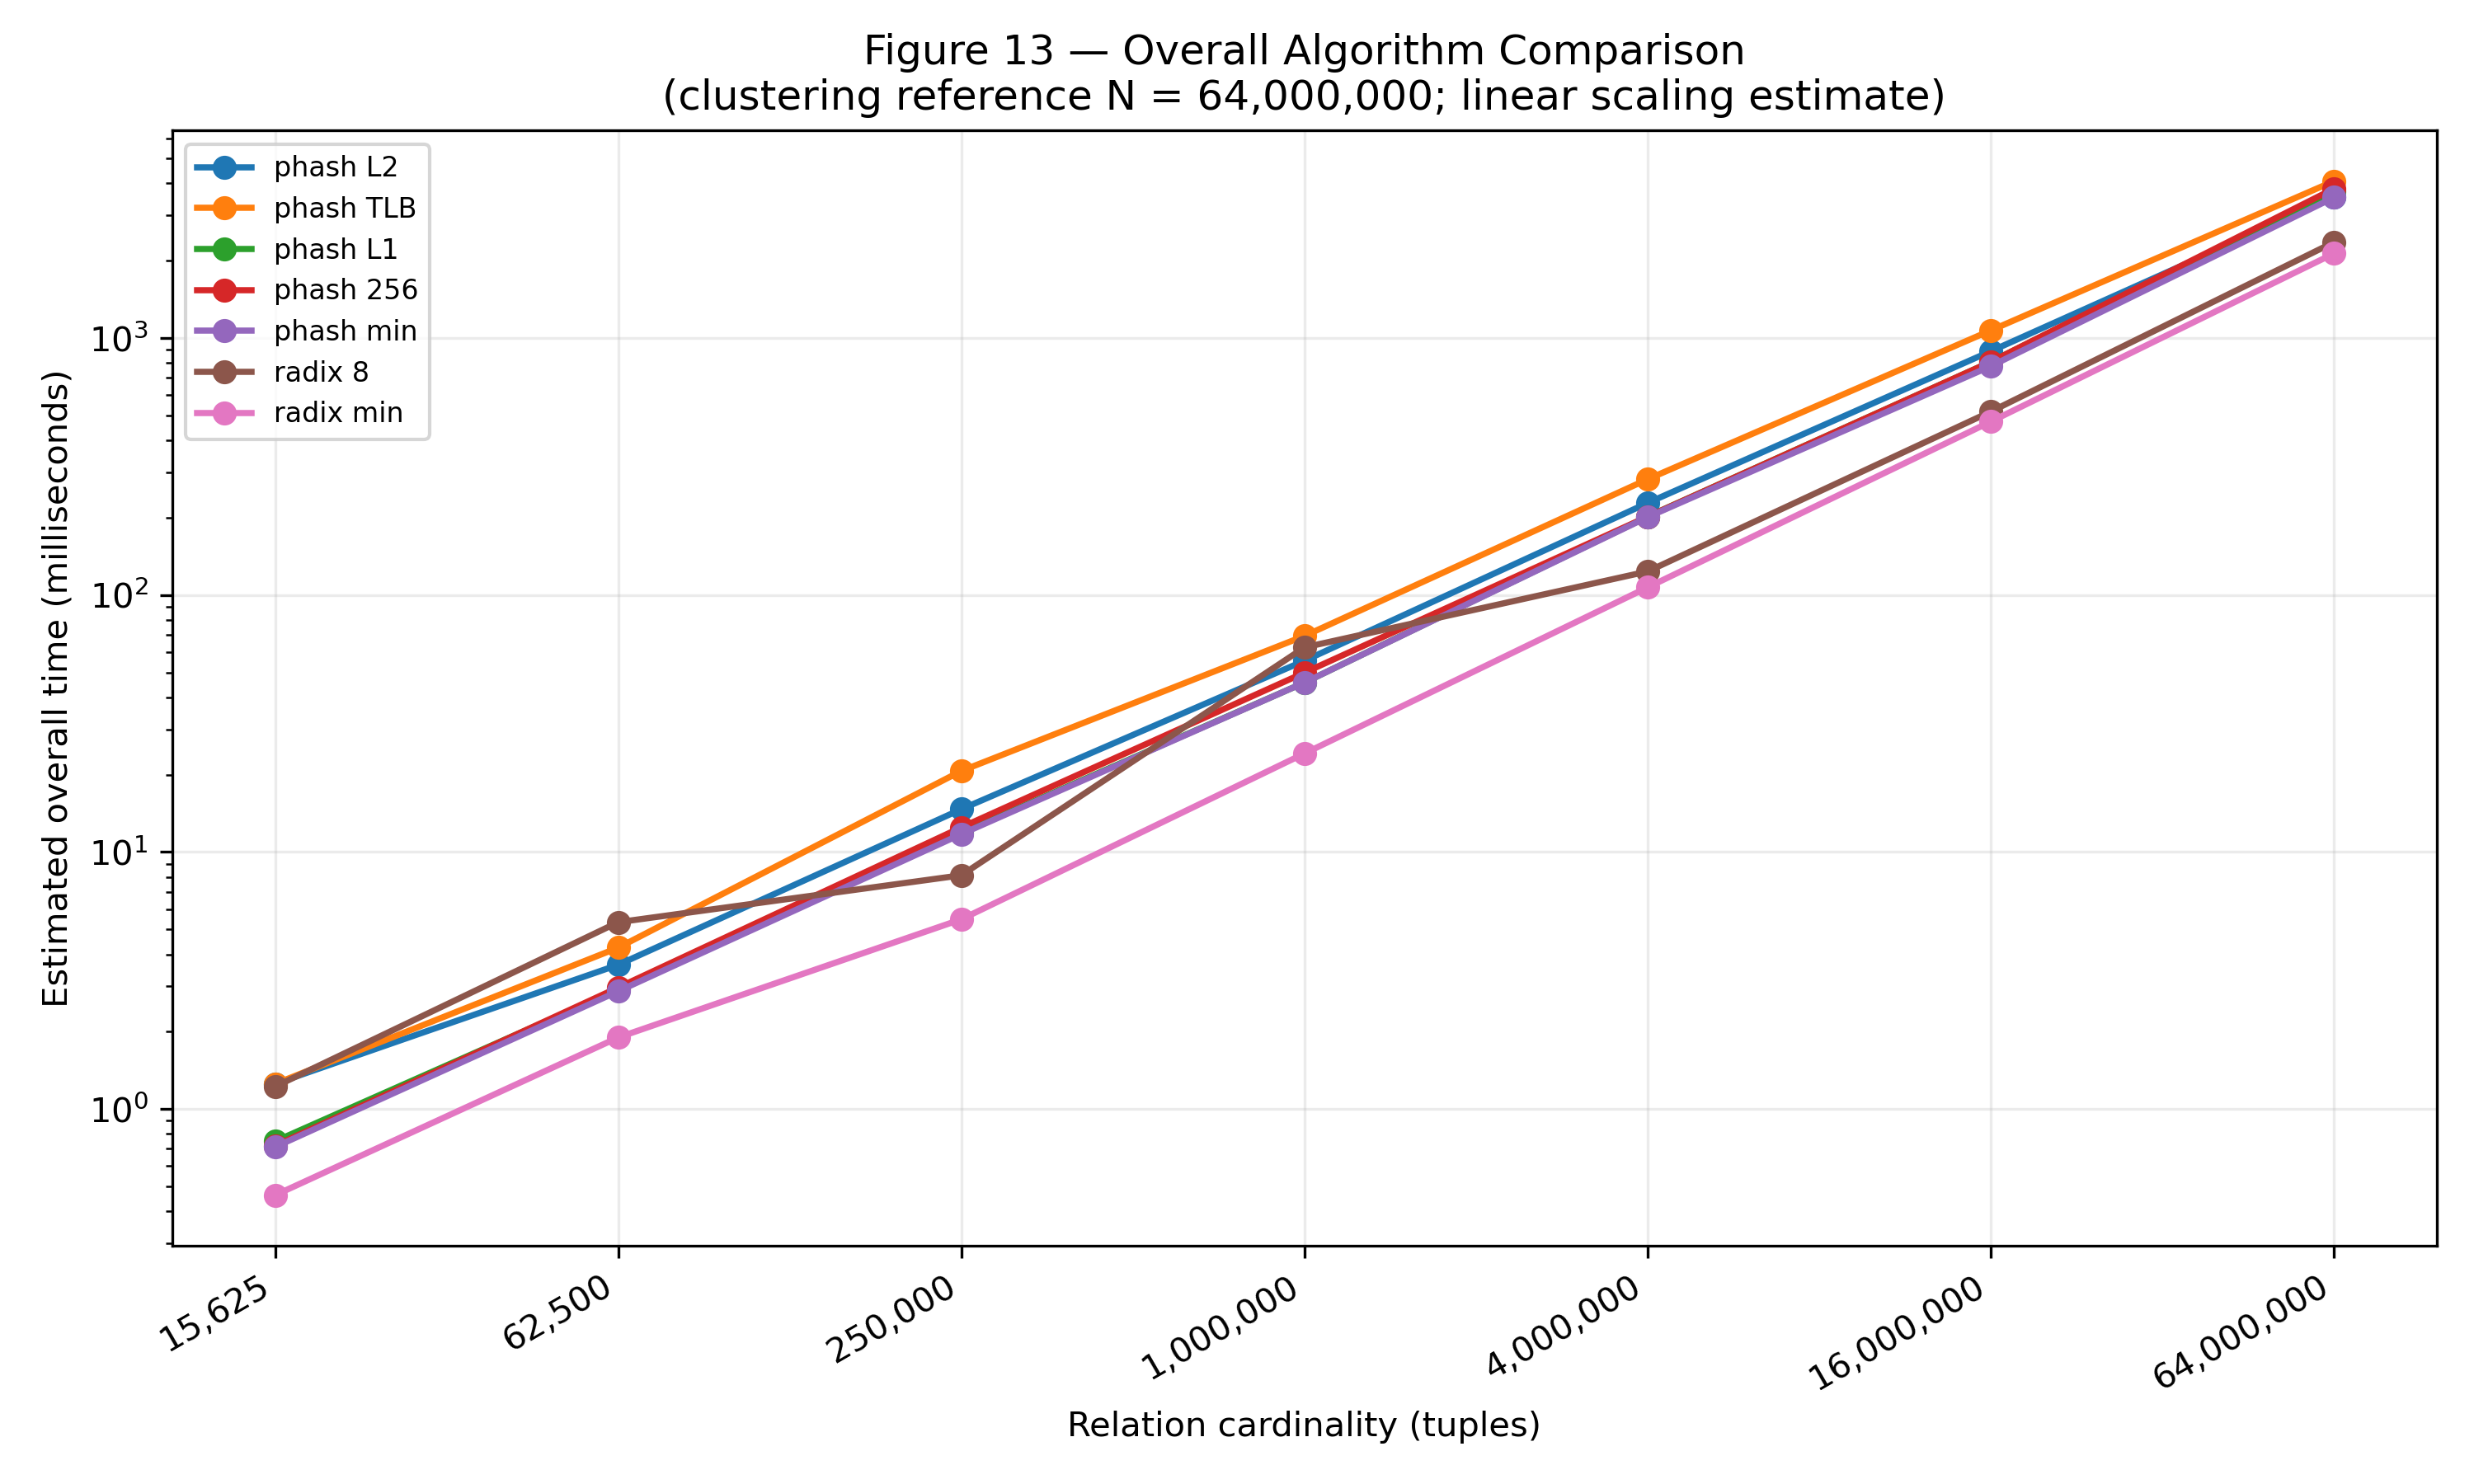 Figure 13 — Overall Algorithm Comparison
(clustering reference N = 64,000,000; linear scaling estimate)
phash L2
phash TLB
phash L1
phash 256
phash min
radix 8
radix min
Estimated overall time (milliseconds)
10³
10²
10¹
10⁰
15,625
62,500
250,000
1,000,000
4,000,000
16,000,000
64,000,000
Relation cardinality (tuples)